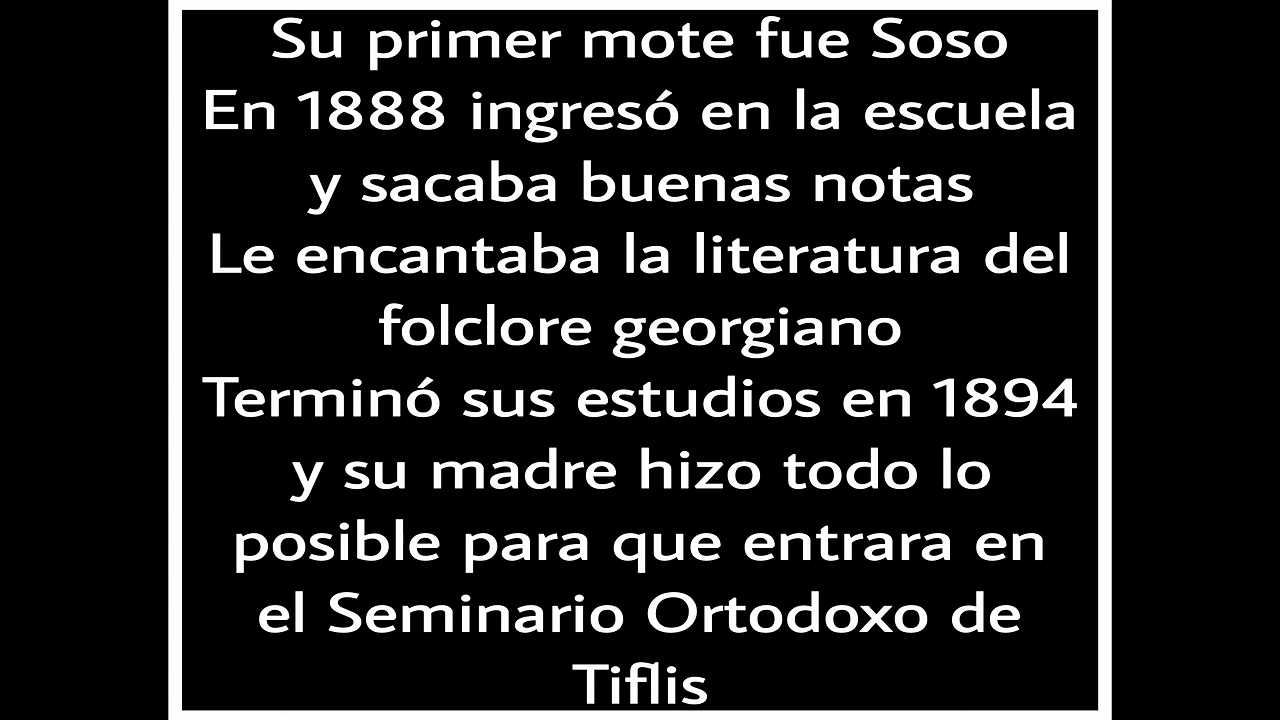 Su primer mote fue Soso
En 1888 ingresó en la escuela
y sacaba buenas notas
Le encantaba la literatura del
folclore georgiano
Terminó sus estudios en 1894
y su madre hizo todo lo
posible para que entrara en
el Seminario Ortodoxo de
Tiflis